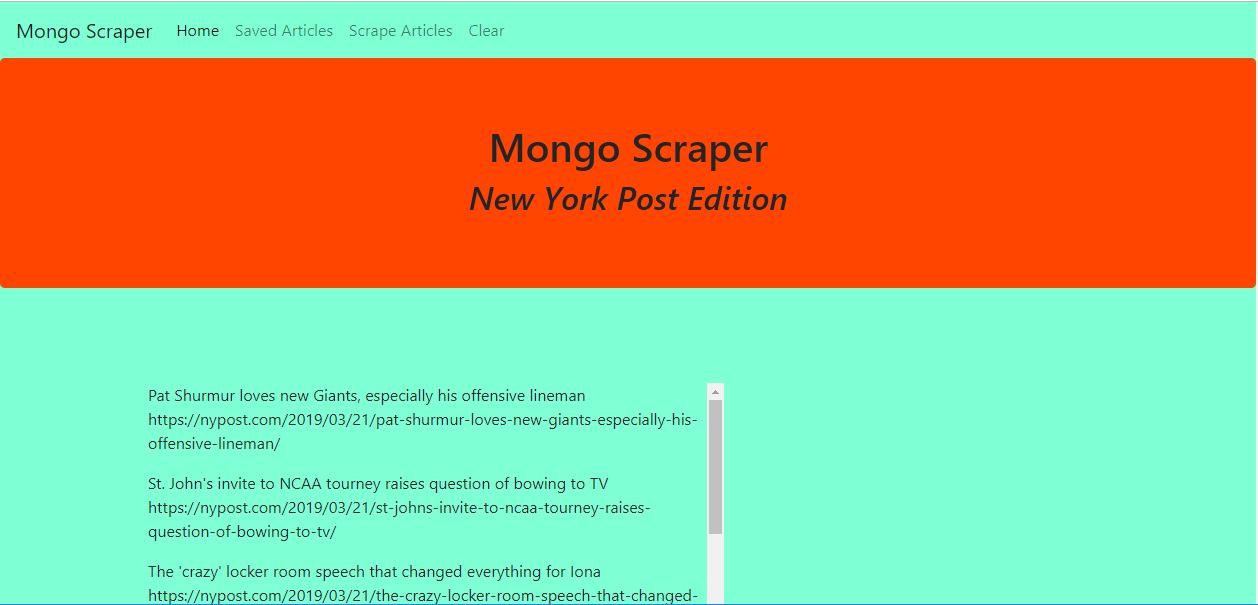 Mongo Scraper Home Saved Articles Scrape Articles Clear
Mongo Scraper
New York Post Edition
Pat Shurmur loves new Giants, especially his offensive lineman
https://nypost.com/2019/03/21/pat-shurmur-loves-new-giants-especially-his-
offensive-lineman/
St. John's invite to NCAA tourney raises question of bowing to TV
https://nypost.com/2019/03/21/st-johns-invite-to-ncaa-tourney-raises-
question-of-bowing-to-tv/
The 'crazy' locker room speech that changed everything for Iona
https://nypost.com/2019/03/21/the-crazy-locker-room-speech-that-changed-